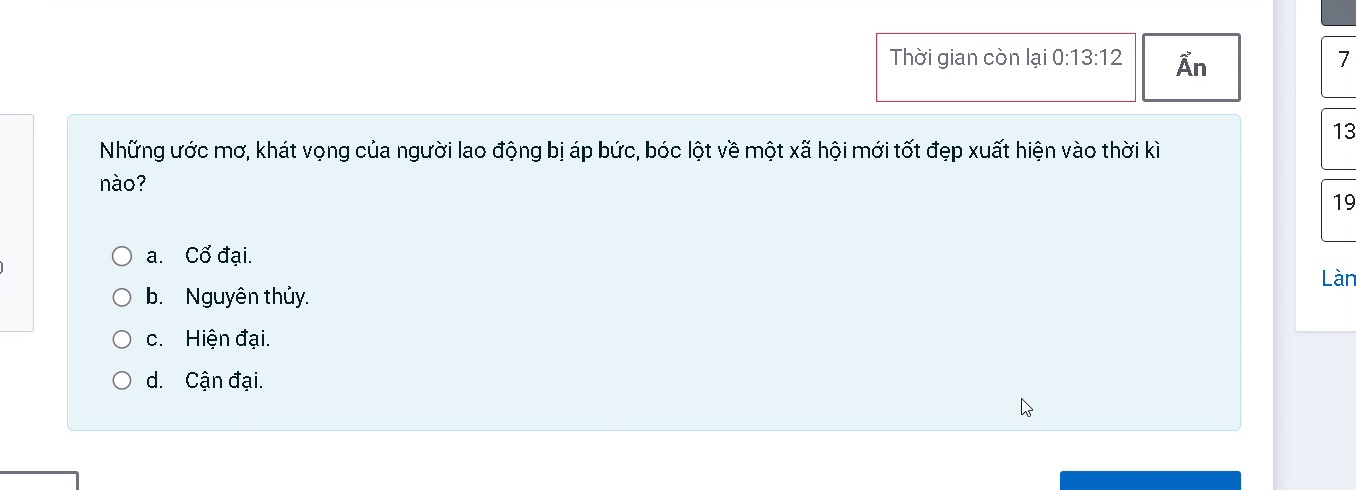 Thời gian còn lại 0:13:12
Ẩn
Những ước mơ, khát vọng của người lao động bị áp bức, bóc lột về một xã hội mới tốt đẹp xuất hiện vào thời kì
nào?
a. Cổ đại.
b. Nguyên thủy.
c. Hiện đại.
d. Cận đại.
7
13
19